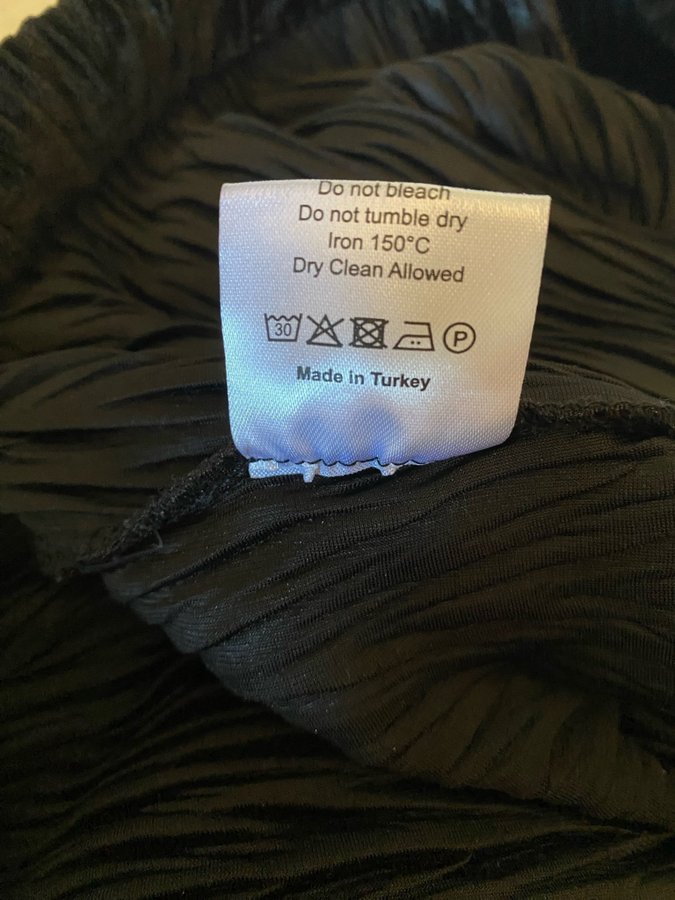 Do not bleach
Do not tumble dry
Iron 150°C
Dry Clean Allowed
30 P
Made in Turkey